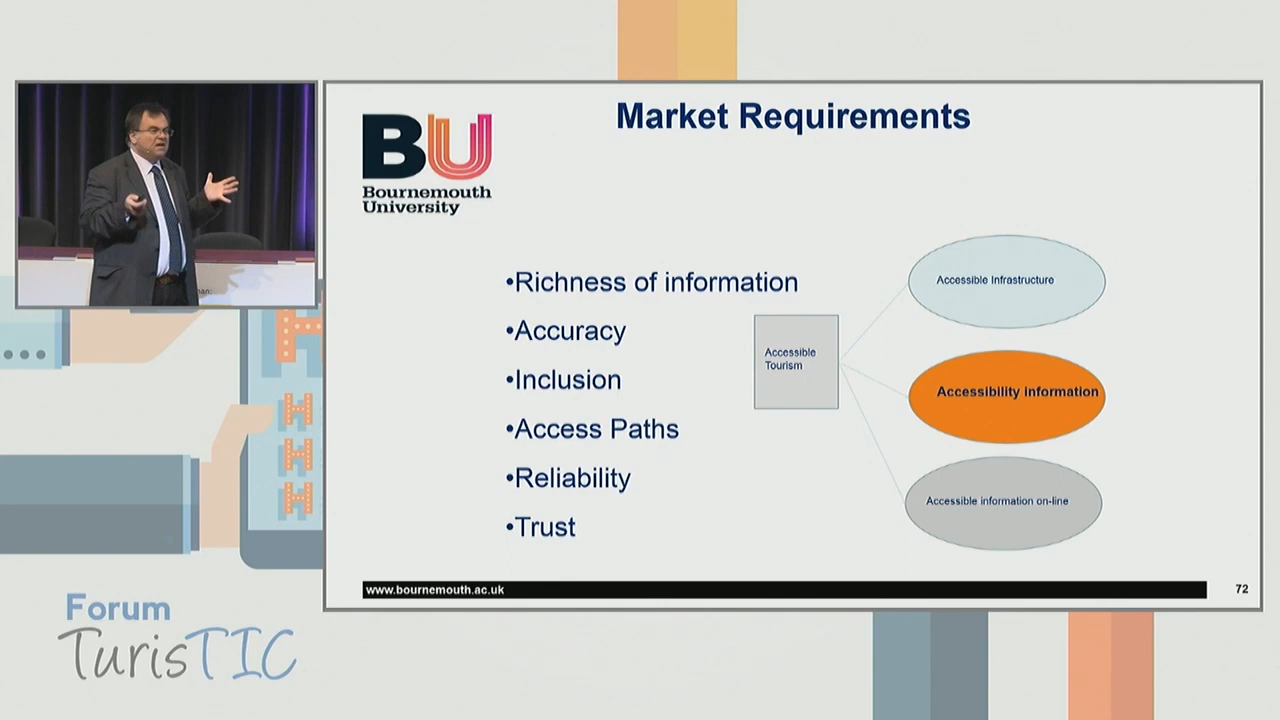 Market Requirements
BU
Bournemouth
University
•Richness of information
•Accuracy
•Inclusion
•Access Paths
•Reliability
•Trust
Accessible
Tourism
Accessible Infrastructure
Accessibility information
Accessible information on-line
www.bournemouth.ac.uk
72
Forum
TurisTIC